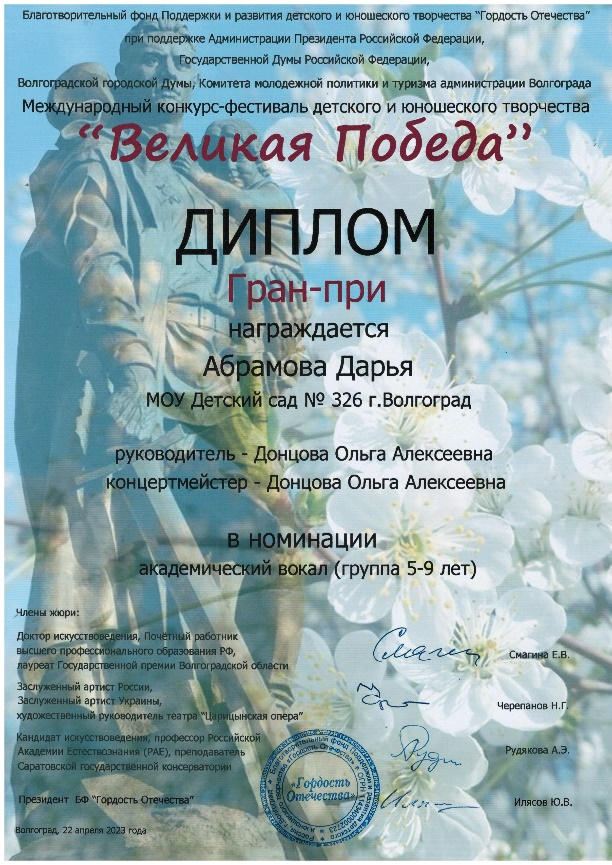 Благотворительный фонд Поддержки и развития детского и юношеского творчества “Гордость Отечества”
при поддержке Администрации Президента Российской Федерации,
Государственной Думы Российской Федерации,
Волгоградской городской Думы, Комитета молодежной политики и туризма администрации Волгограда
Международный конкурс-фестиваль детского и юношеского творчества
“Великая Победа”
ДИПЛОМ
Гран-при
награждается
Абрамова Дарья
МОУ Детский сад № 326 г.Волгоград
руководитель - Донцова Ольга Алексеевна
концертмейстер - Донцова Ольга Алексеевна
в номинации
академический вокал (группа 5-9 лет)
Члены жюри:
Доктор искусствоведения, Почётный работник
высшего профессионального образования РФ,
лауреат Государственной премии Волгоградской области
Смагина Е.В.
Заслуженный артист России,
Заслуженный артист Украины,
художественный руководитель театра “Царицынская опера”
Черепанов Н.Г.
Кандидат искусствоведения, профессор Российской
Академии Естествознания (РАЕ), преподаватель
Саратовской государственной консерватории
Рудякова А.Э.
Президент БФ “Гордость Отечества”
«Гордость
Отечества»
Илясов Ю.В.
Волгоград, 22 апреля 2023 года